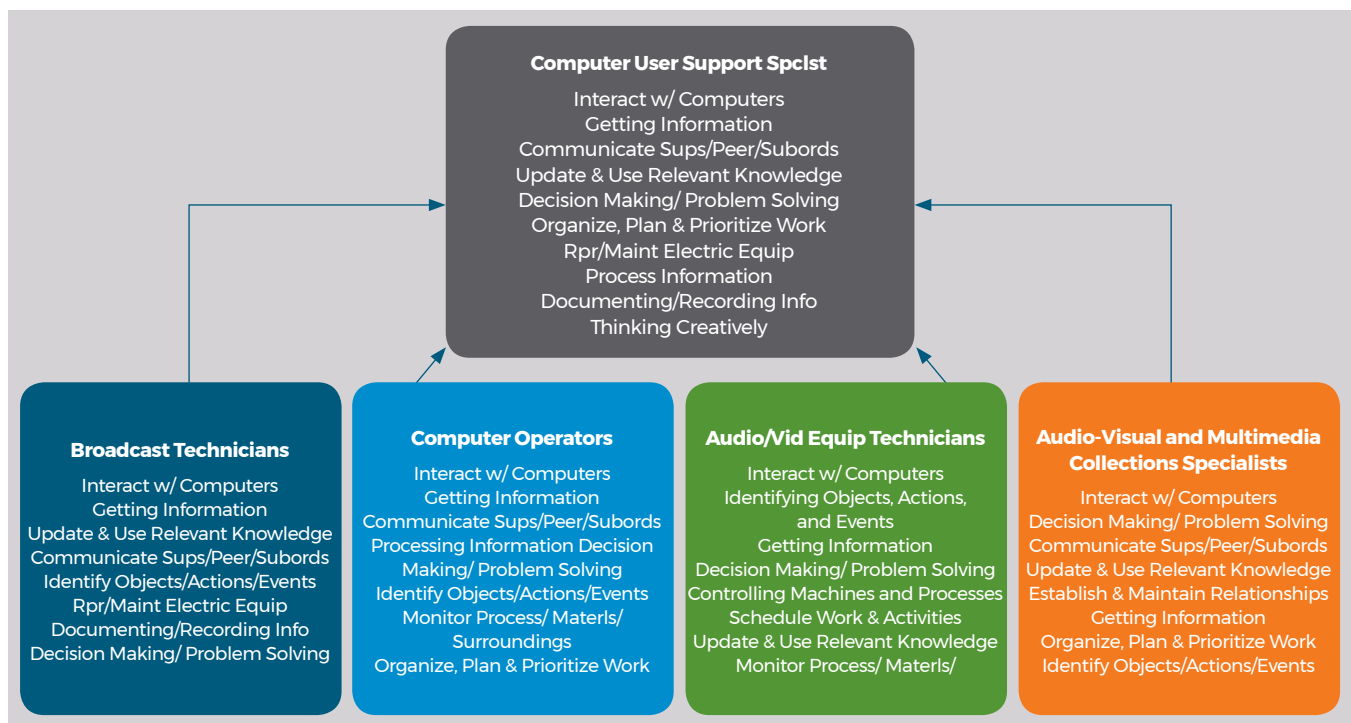 Computer User Support Spclst
Interact w/ Computers
Getting Information
Communicate Sups/Peer/Subords
Update & Use Relevant Knowledge
Decision Making/ Problem Solving
Organize, Plan & Prioritize Work
Rpr/Maint Electric Equip
Process Information
Documenting/Recording Info
Thinking Creatively
Broadcast Technicians
Interact w/ Computers
Getting Information
Update & Use Relevant Knowledge
Communicate Sups/Peer/Subords
Identify Objects/Actions/Events
Rpr/Maint Electric Equip
Documenting/Recording Info
Decision Making/ Problem Solving
Computer Operators
Interact w/ Computers
Getting Information
Communicate Sups/Peer/Subords
Processing Information Decision
Making/ Problem Solving
Identify Objects/Actions/Events
Monitor Process/ Materls/
Surroundings
Organize, Plan & Prioritize Work
Audio/Vid Equip Technicians
Interact w/ Computers
Identifying Objects, Actions,
and Events
Getting Information
Decision Making/ Problem Solving
Controlling Machines and Processes
Schedule Work & Activities
Update & Use Relevant Knowledge
Monitor Process/ Materls/
Audio-Visual and Multimedia
Collections Specialists
Interact w/ Computers
Decision Making/ Problem Solving
Communicate Sups/Peer/Subords
Update & Use Relevant Knowledge
Establish & Maintain Relationships
Getting Information
Organize, Plan & Prioritize Work
Identify Objects/Actions/Events